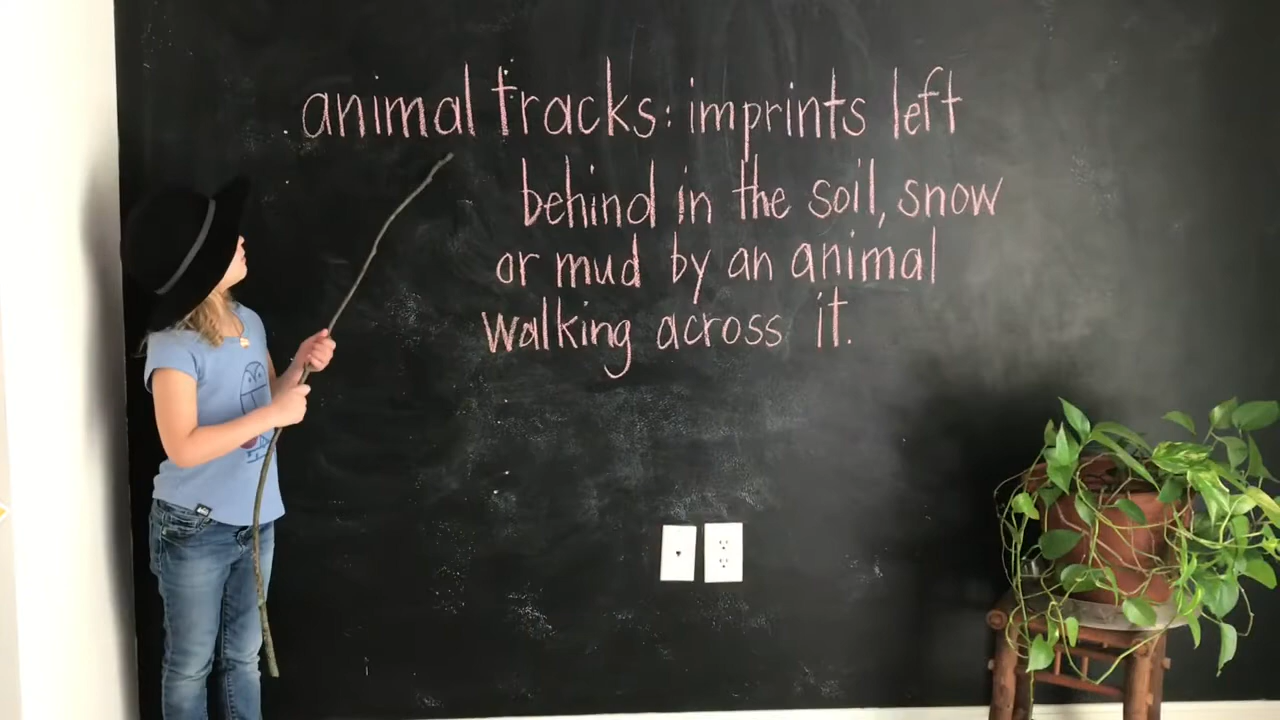 animal tracks: imprints left
behind in the soil, snow
or mud by an animal
walking across it.